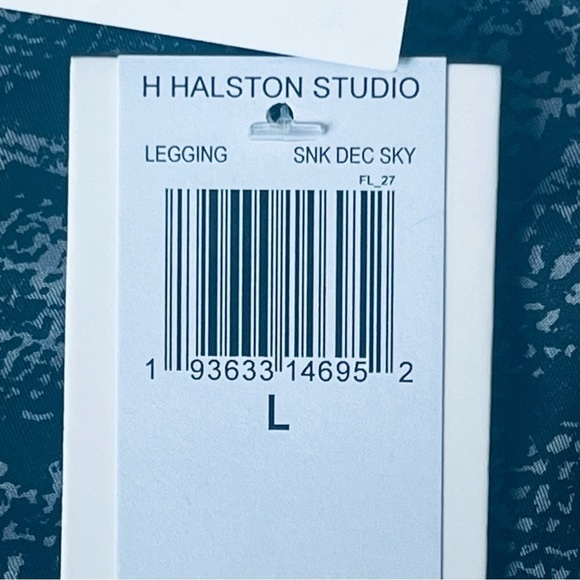 H HALSTON STUDIO
LEGGING SNK DEC SKY
FL_27
1 93633 14695 2
L